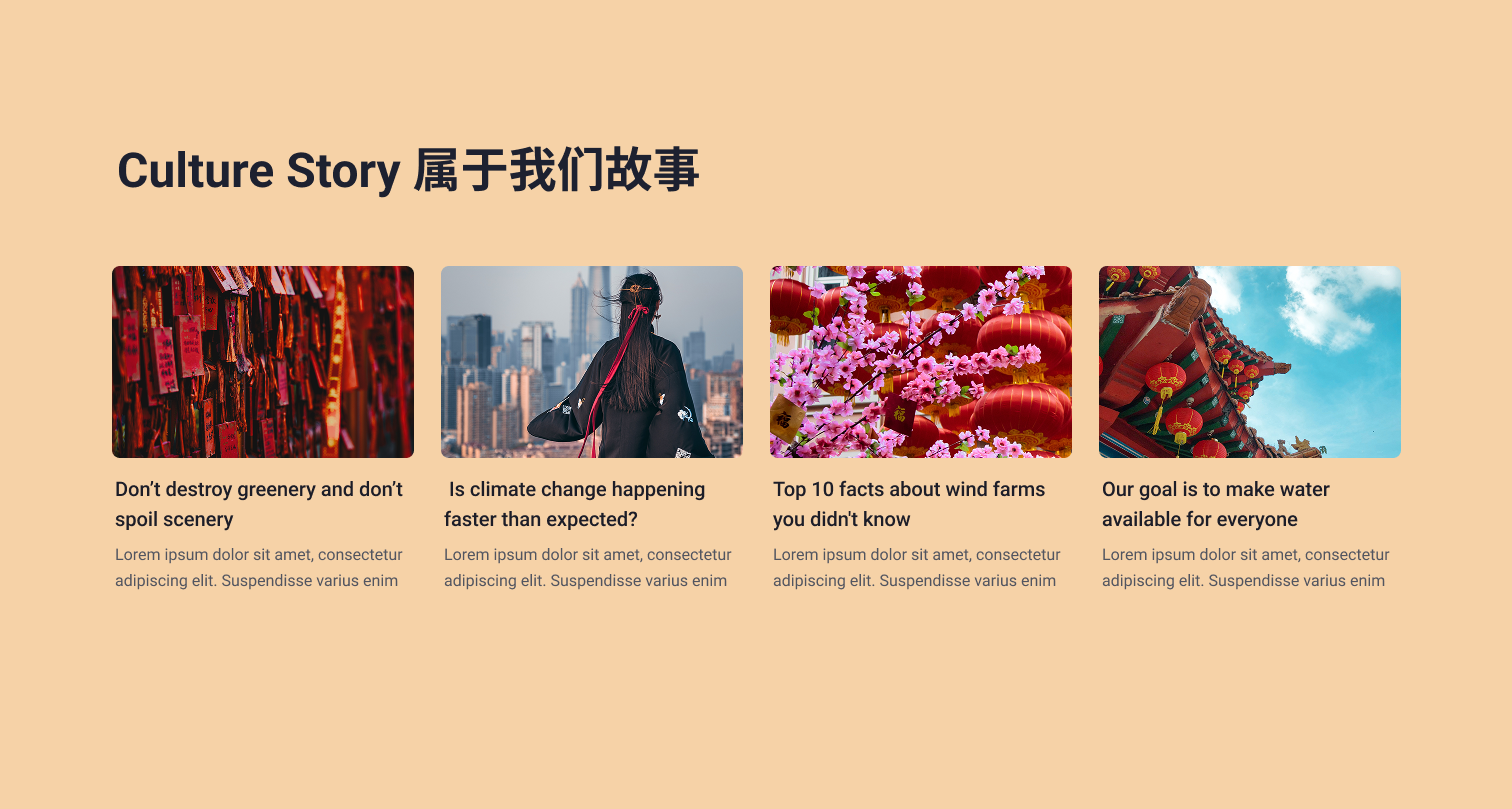 Culture Story 属于我们故事
Don’t destroy greenery and don’t
spoil scenery
Is climate change happening
faster than expected?
Top 10 facts about wind farms
you didn't know
Our goal is to make water
available for everyone
Lorem ipsum dolor sit amet, consectetur
adipiscing elit. Suspendisse varius enim
Lorem ipsum dolor sit amet, consectetur
adipiscing elit. Suspendisse varius enim
Lorem ipsum dolor sit amet, consectetur
adipiscing elit. Suspendisse varius enim
Lorem ipsum dolor sit amet, consectetur
adipiscing elit. Suspendisse varius enim